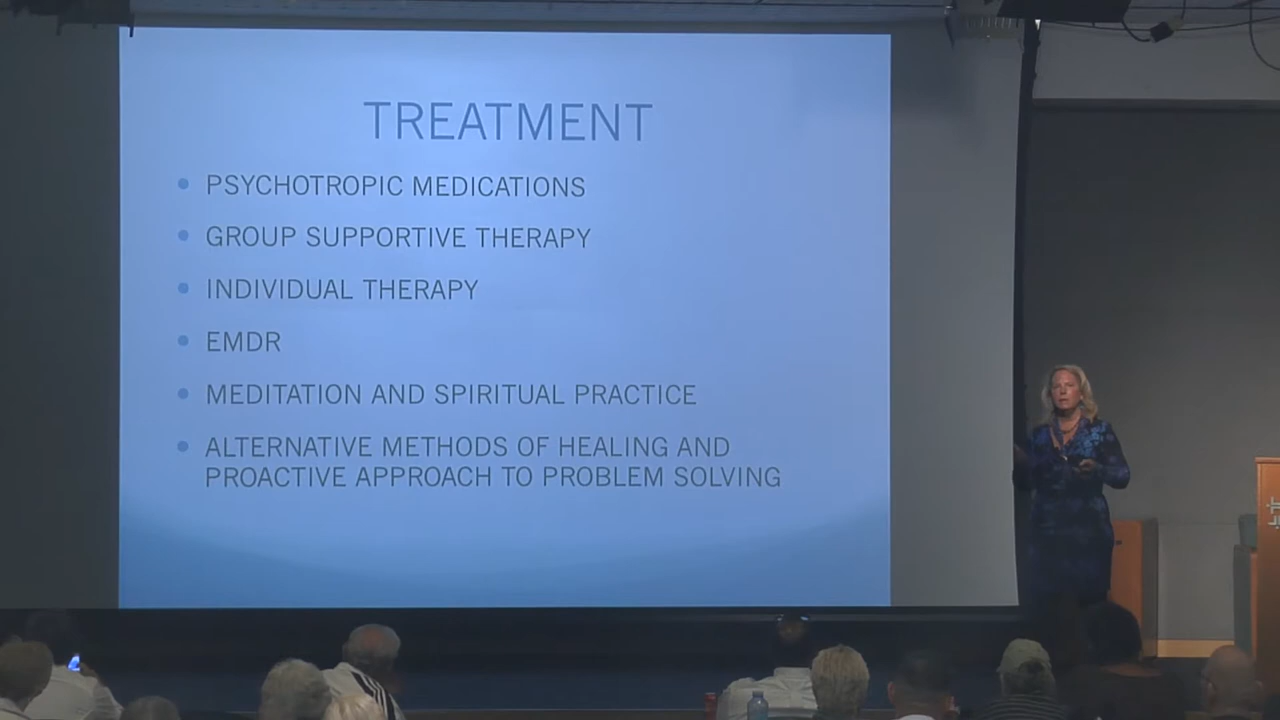 TREATMENT
PSYCHOTROPIC MEDICATIONS
GROUP SUPPORTIVE THERAPY
INDIVIDUAL THERAPY
EMDR
MEDITATION AND SPIRITUAL PRACTICE
ALTERNATIVE METHODS OF HEALING AND
PROACTIVE APPROACH TO PROBLEM SOLVING